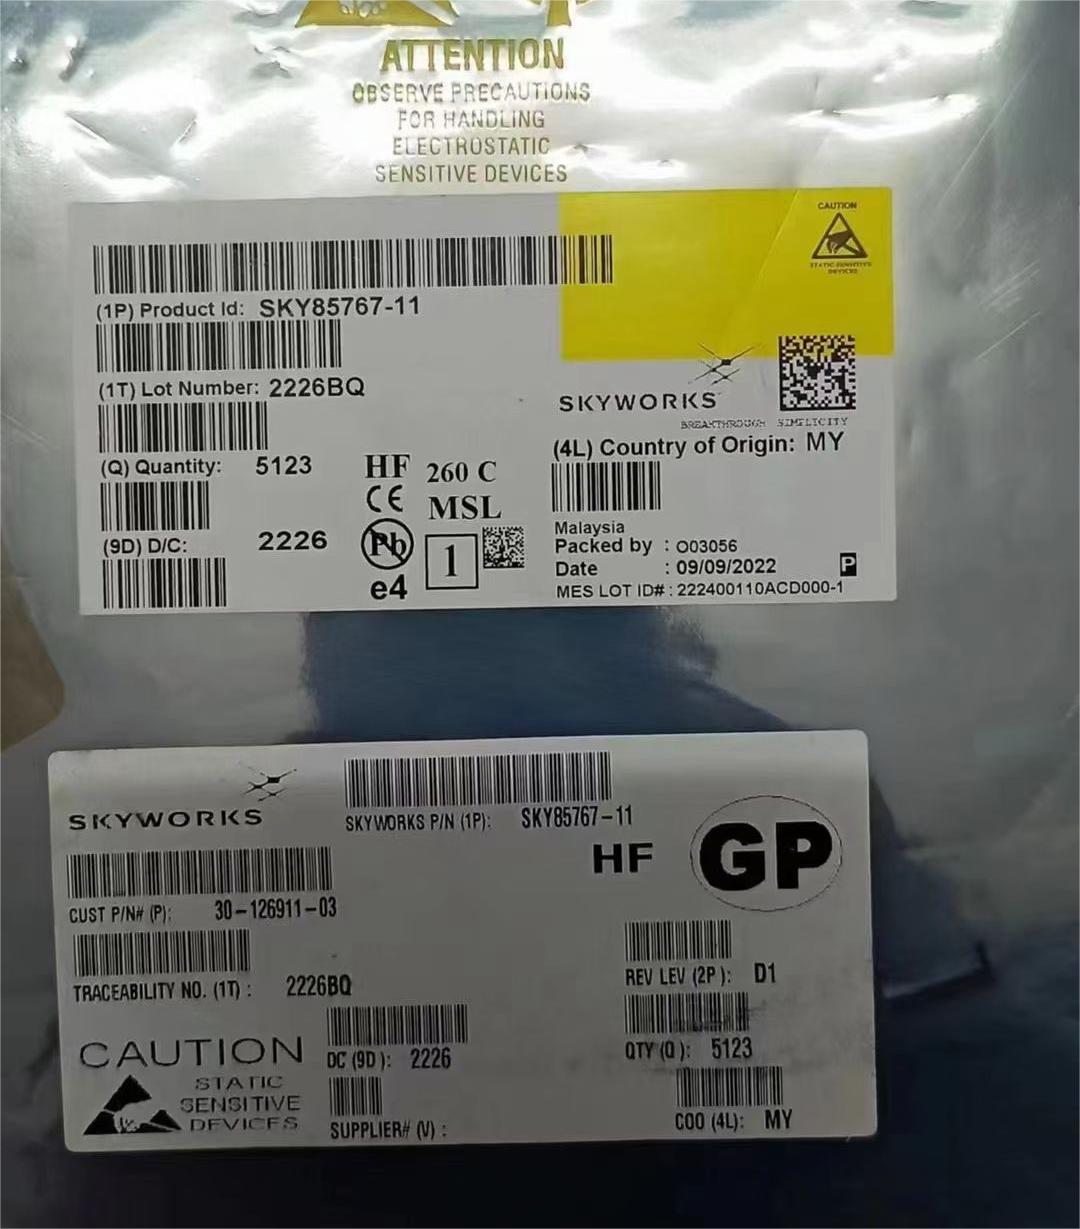 ATTENTION
OBSERVE PRECAUTIONS
FOR HANDLING
ELECTROSTATIC
SENSITIVE DEVICES
CAUTION
STATIC-SENSITIVE
DEVICES
(1P) Product Id: SKY85767-11
(1T) Lot Number: 2226BQ
SKYWORKS
BREAKTHROUGH SIMPLICITY
(Q) Quantity: 5123
(4L) Country of Origin: MY
HF 260 C
CE MSL
Pb 1
e4
(9D) D/C: 2226
Malaysia
Packed by : O03056
Date : 09/09/2022
P
MES LOT ID# : 222400110ACD000-1
SKYWORKS
SKYWORKS P/N (1P): SKY85767-11
HF GP
CUST P/N# (P): 30-126911-03
TRACEABILITY NO. (1T) : 2226BQ
REV LEV (2P): D1
CAUTION
STATIC
SENSITIVE
DEVICES
DC (9D): 2226
QTY (Q): 5123
SUPPLIER# (V) :
COO (4L): MY